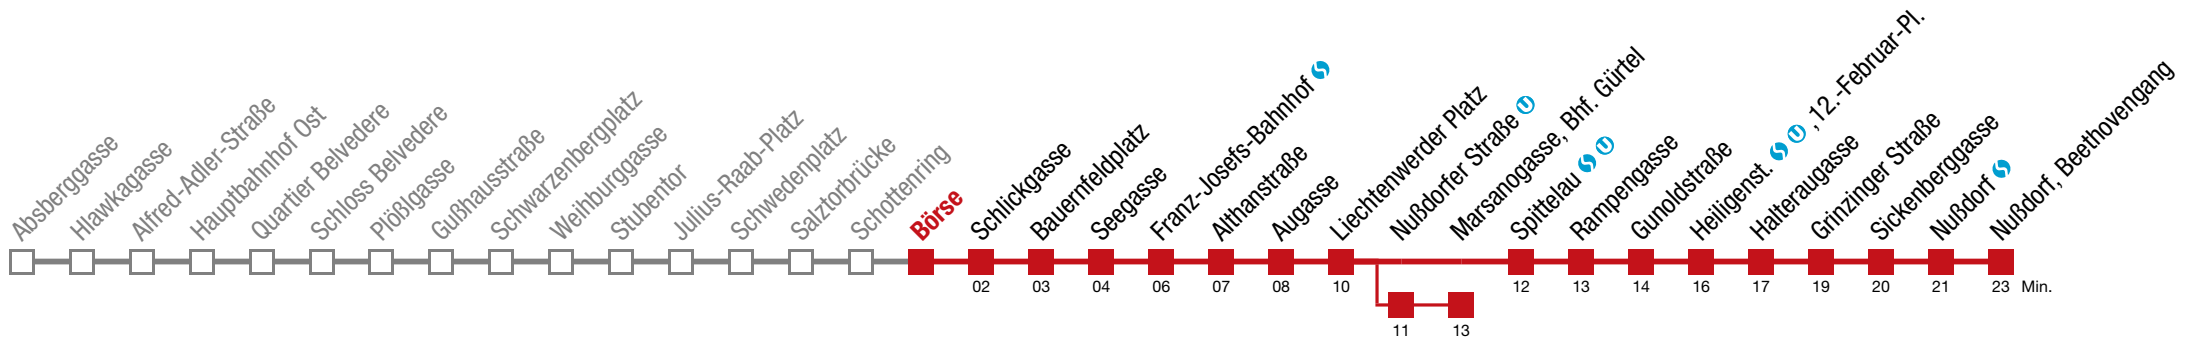 Absberggasse
Hlawkagasse
Alfred-Adler-Straße
Hauptbahnhof Ost
Quartier Belvedere
Schloss Belvedere
Plößlgasse
Gußhausstraße
Schwarzenbergplatz
Weihburggasse
Stubentor
Julius-Raab-Platz
Schwedenplatz
Salztorbrücke
Schottenring
Börse
Schlickgasse
Bauernfeldplatz
Seegasse
Franz-Josefs-Bahnhof S
Althanstraße
Augasse
Liechtenwerder Platz
Nußdorfer Straße U
Marsanogasse, Bhf. Gürtel
Spittelau S U
Rampengasse
Gunoldstraße
Heiligenst. S U , 12.-Februar-Pl.
Halteraugasse
Grinzinger Straße
Sickenberggasse
Nußdorf S
Nußdorf, Beethovengang
02 03 04 06 07 08 10 12 13 14 16 17 19 20 21 23 Min.
11 13